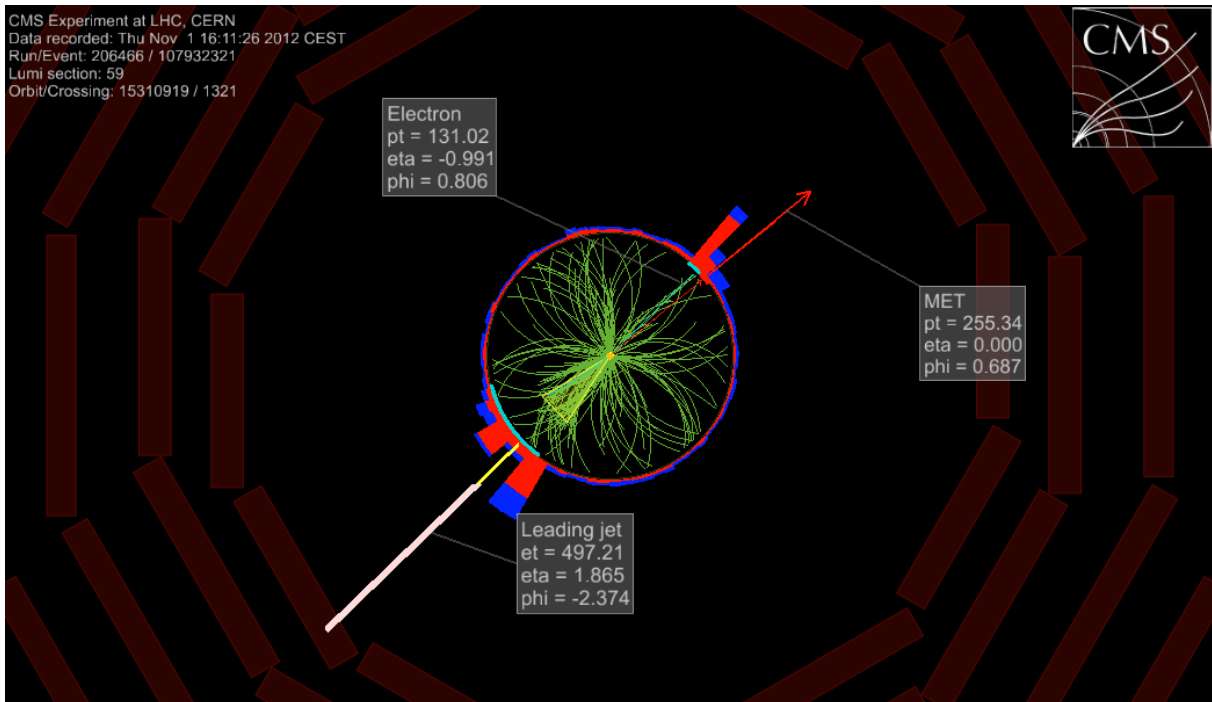 CMS Experiment at LHC, CERN
Data recorded: Thu Nov 1 16:11:26 2012 CEST
Run/Event: 206466 / 107932321
Lumi section: 59
Orbit/Crossing: 15310919 / 1321
CMS
Electron
pt = 131.02
eta = -0.991
phi = 0.806
MET
pt = 255.34
eta = 0.000
phi = 0.687
Leading jet
et = 497.21
eta = 1.865
phi = -2.374